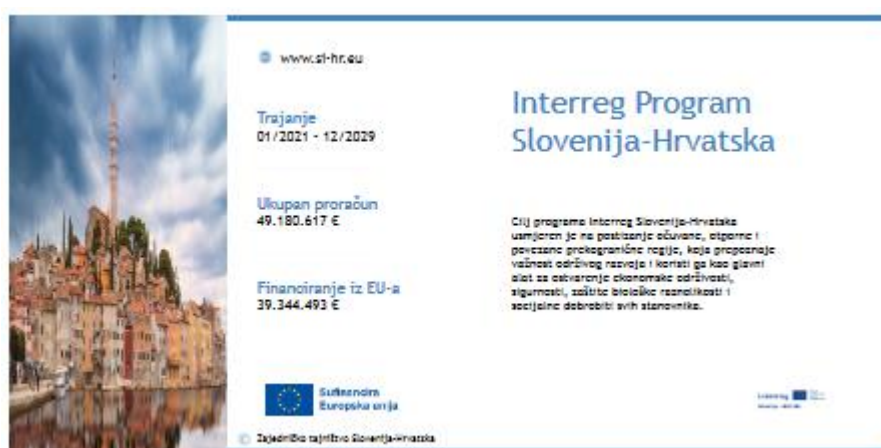 www.si-hr.eu
Trajanje
01/2021 - 12/2029
Ukupan proračun
49.180.617 €
Financiranje iz EU-a
39.344.493 €
Sufinancira
Europska unija
Zajedničko tajništvo Slovenija-Hrvatska
Interreg Program
Slovenija-Hrvatska
Cilj programa Interreg Slovenija-Hrvatska
usmjeren je na postizanje očuvane, otporne i
povezane prekogranične regije, koja prepoznaje
važnost održivog razvoja i koristi ga kao glavni
alat za ostvarenje ekonomske održivosti,
sigurnosti, zaštite biološke raznolikosti i
socijalne dobrobiti svih stanovnika.
Interreg